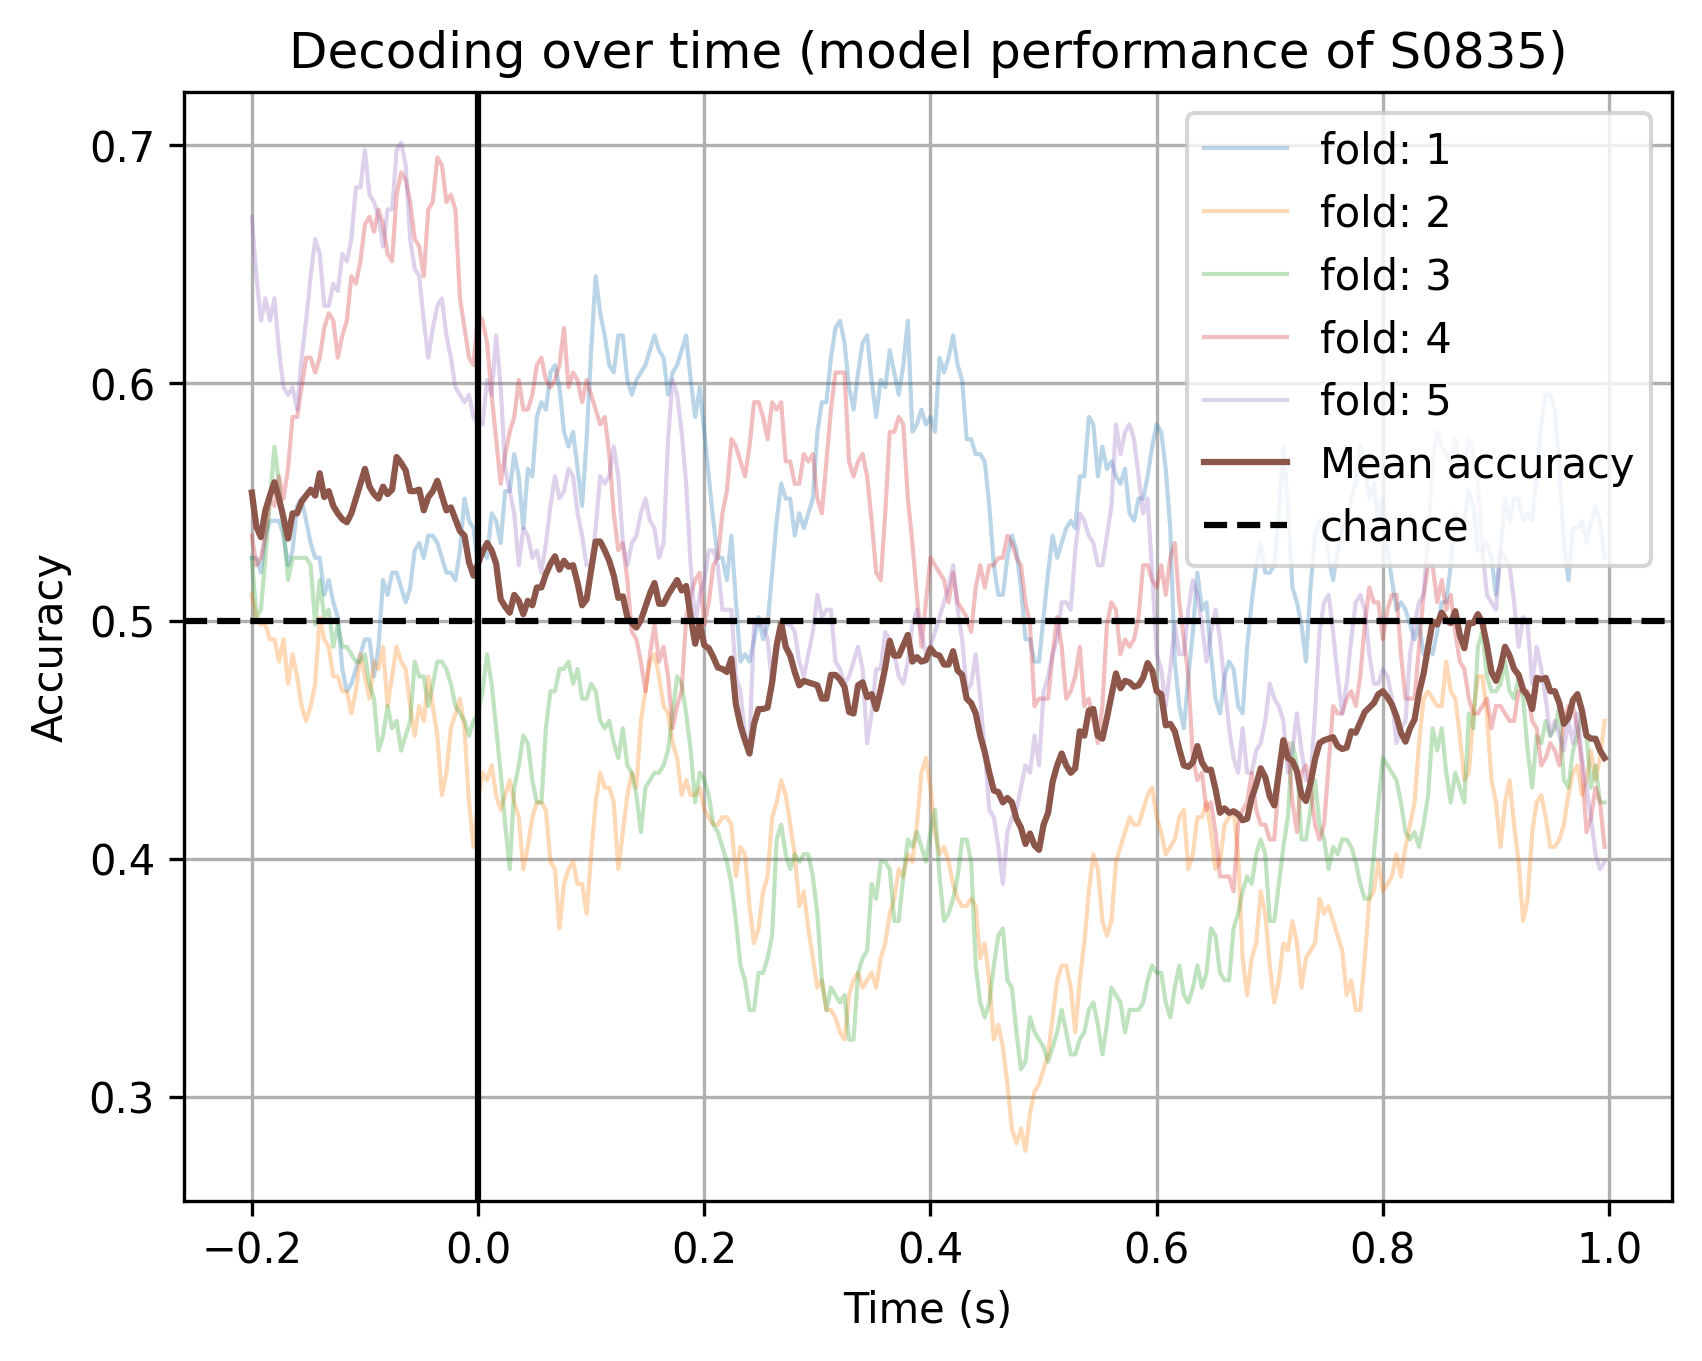 Decoding over time (model performance of S0835)
Accuracy
0.7
0.6
0.5
0.4
0.3
fold: 1
fold: 2
fold: 3
fold: 4
fold: 5
Mean accuracy
chance
−0.2 0.0 0.2 0.4 0.6 0.8 1.0
Time (s)